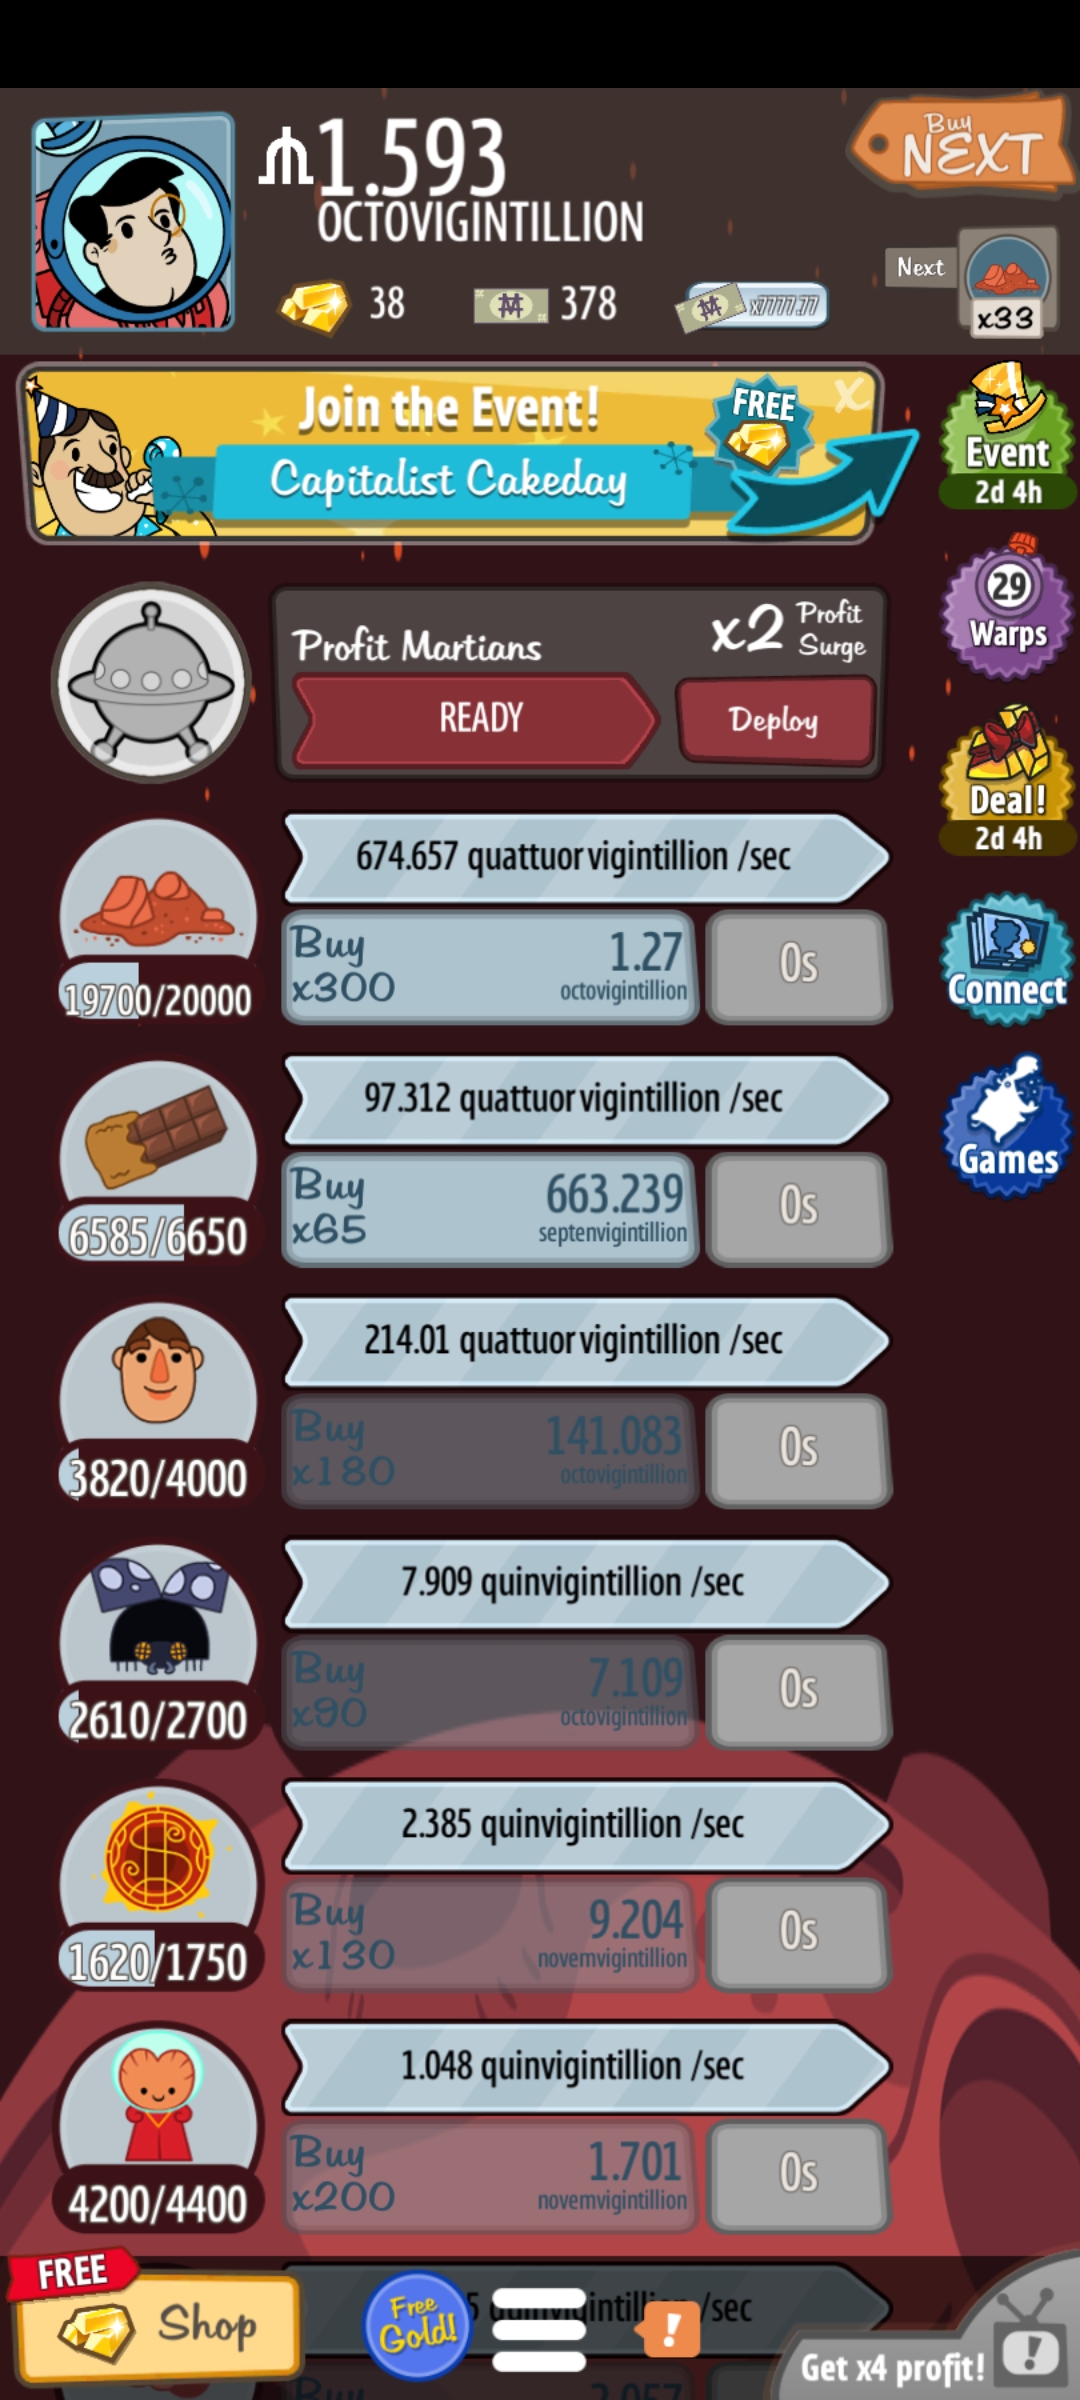 1.593
OCTOVIGINTILLION
Buy
NEXT
38
378
x7777.77
Next
x33
Join the Event!
Capitalist Cakeday
FREE
x
Event
2d 4h
29
Warps
Profit Martians
x2 Profit
Surge
READY
Deploy
Deal!
2d 4h
674.657 quattuorvigintillion /sec
Buy
x300
1.27
octovigintillion
0s
19700/20000
Connect
97.312 quattuorvigintillion /sec
Buy
x65
663.239
septenvigintillion
0s
6585/6650
Games
214.01 quattuorvigintillion /sec
Buy
x180
141.083
octovigintillion
0s
3820/4000
7.909 quinvigintillion /sec
Buy
x90
7.109
octovigintillion
0s
2610/2700
2.385 quinvigintillion /sec
Buy
x130
9.204
novemvigintillion
0s
1620/1750
1.048 quinvigintillion /sec
Buy
x200
1.701
novemvigintillion
0s
4200/4400
FREE
Shop
Free
Gold!
/sec
!
Get x4 profit!
!
Buy
2.057